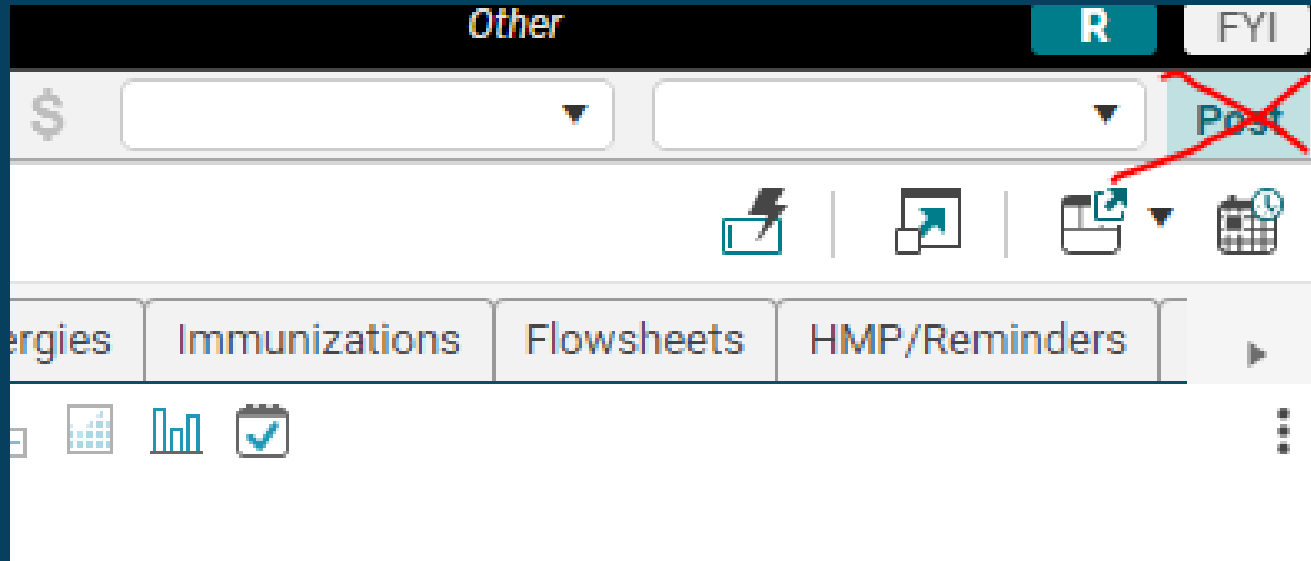 Other R FYI
$ Post
ergies Immunizations Flowsheets HMP/Reminders